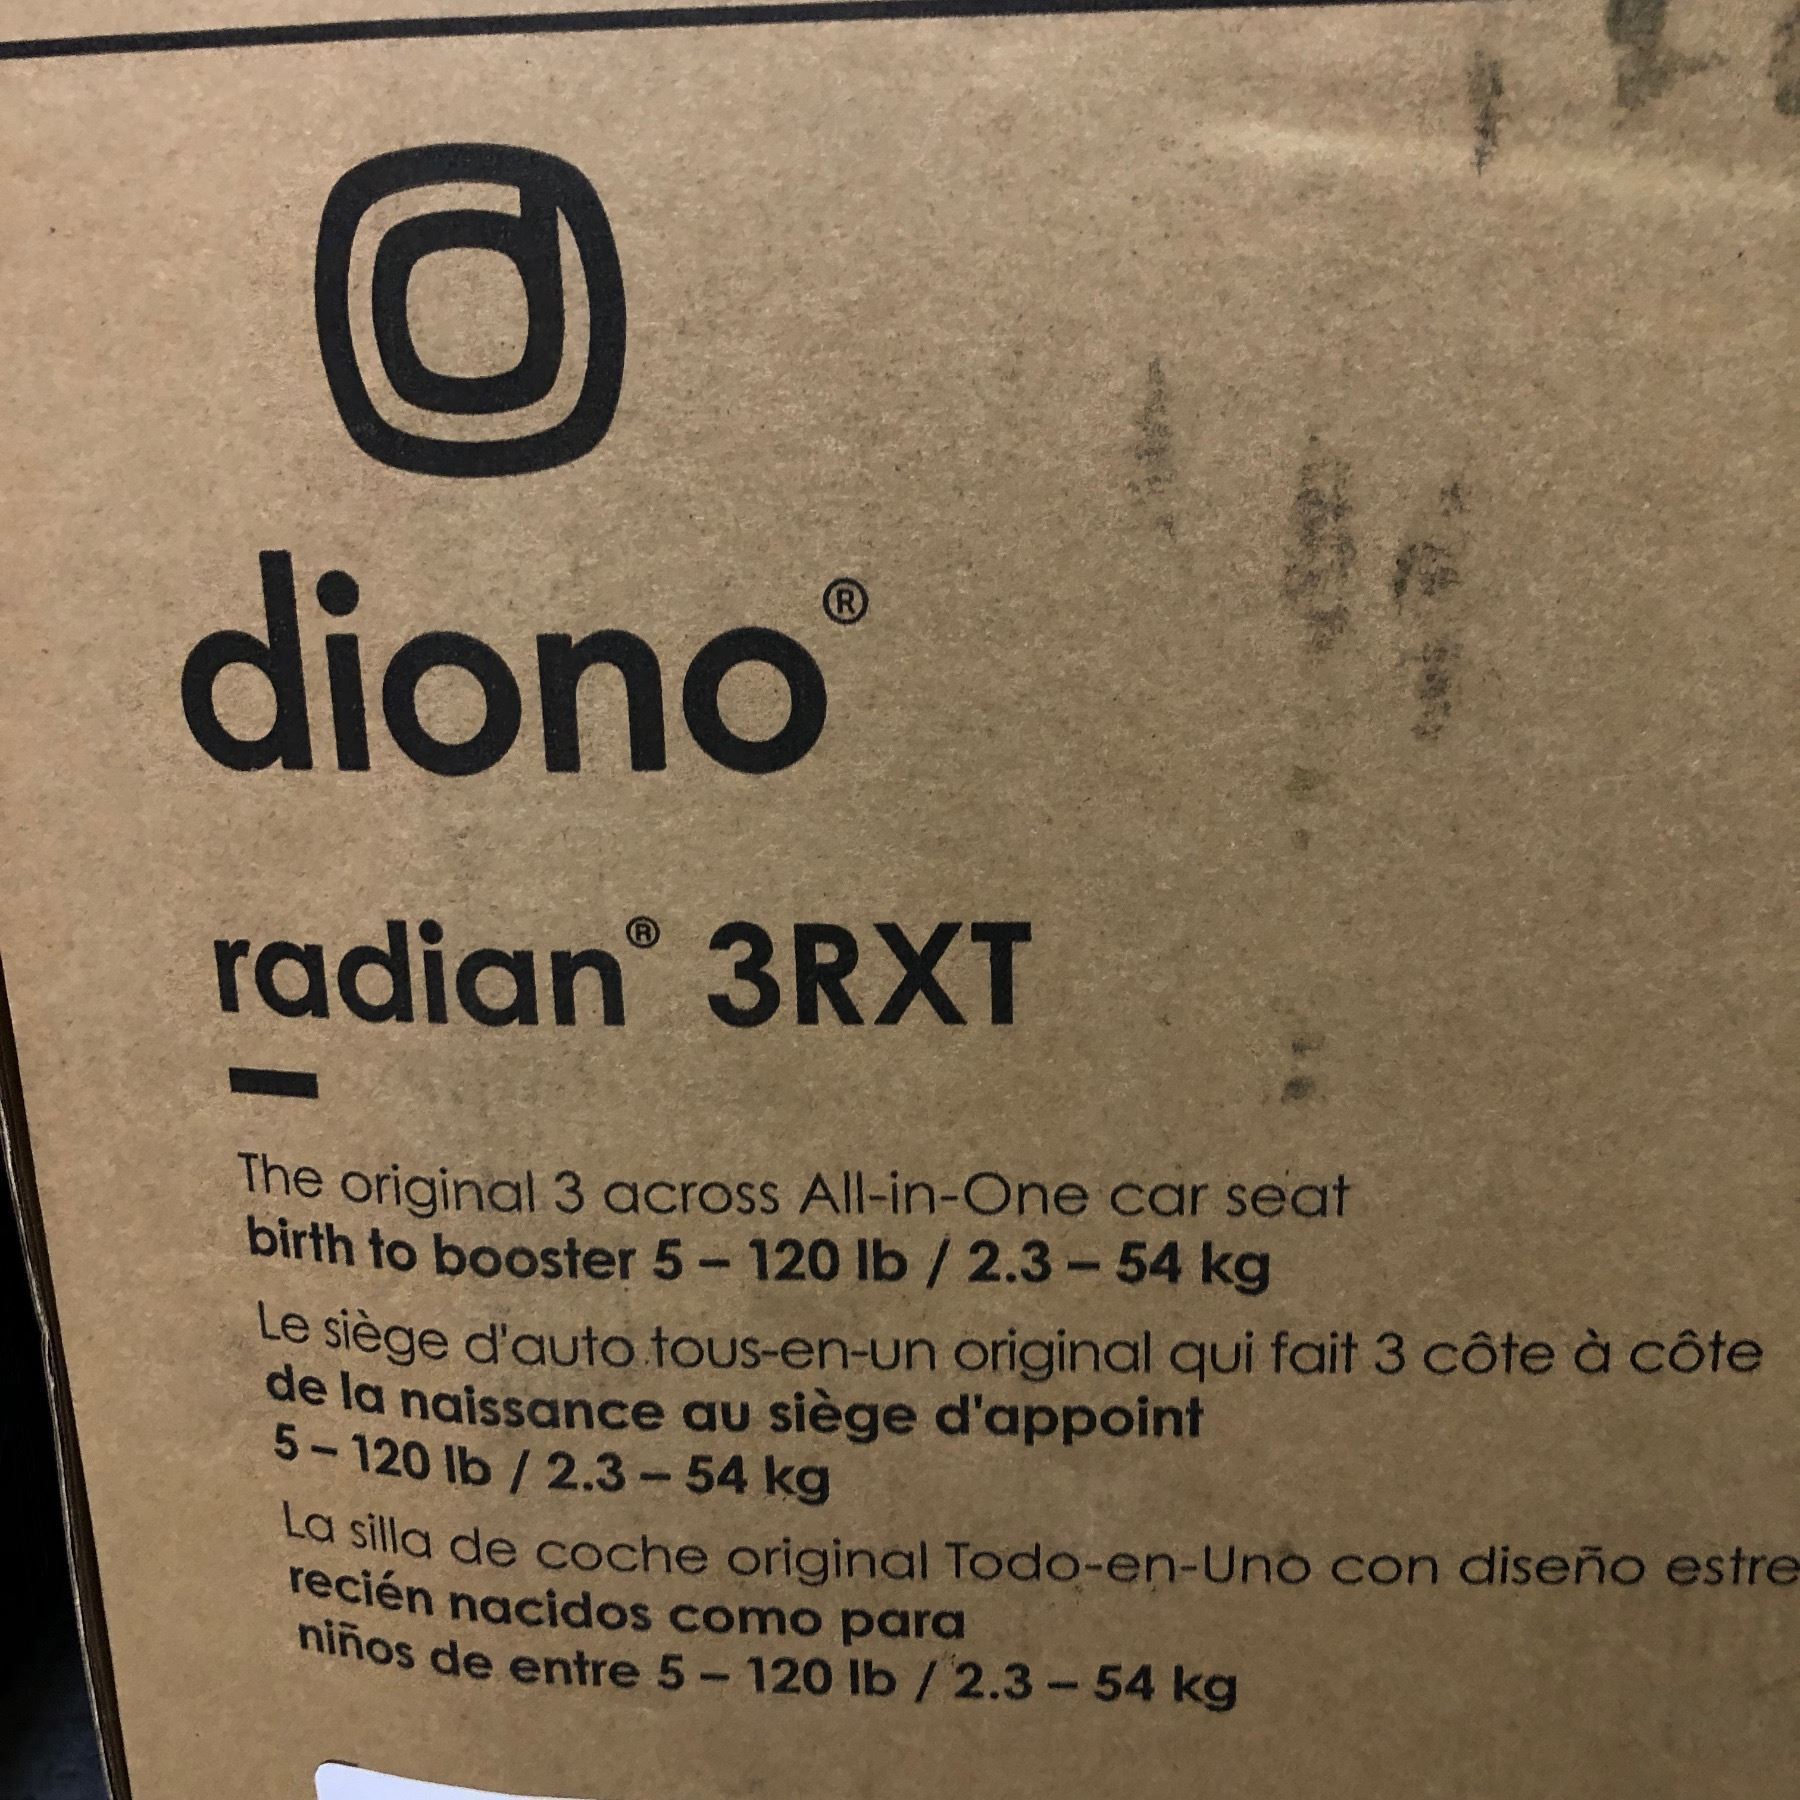 diono®
radian® 3RXT
The original 3 across All-in-One car seat
birth to booster 5 – 120 lb / 2.3 – 54 kg
Le siège d'auto tous-en-un original qui fait 3 côte à côte
de la naissance au siège d'appoint
5 – 120 lb / 2.3 – 54 kg
La silla de coche original Todo-en-Uno con diseño estre
recién nacidos como para
niños de entre 5 – 120 lb / 2.3 – 54 kg